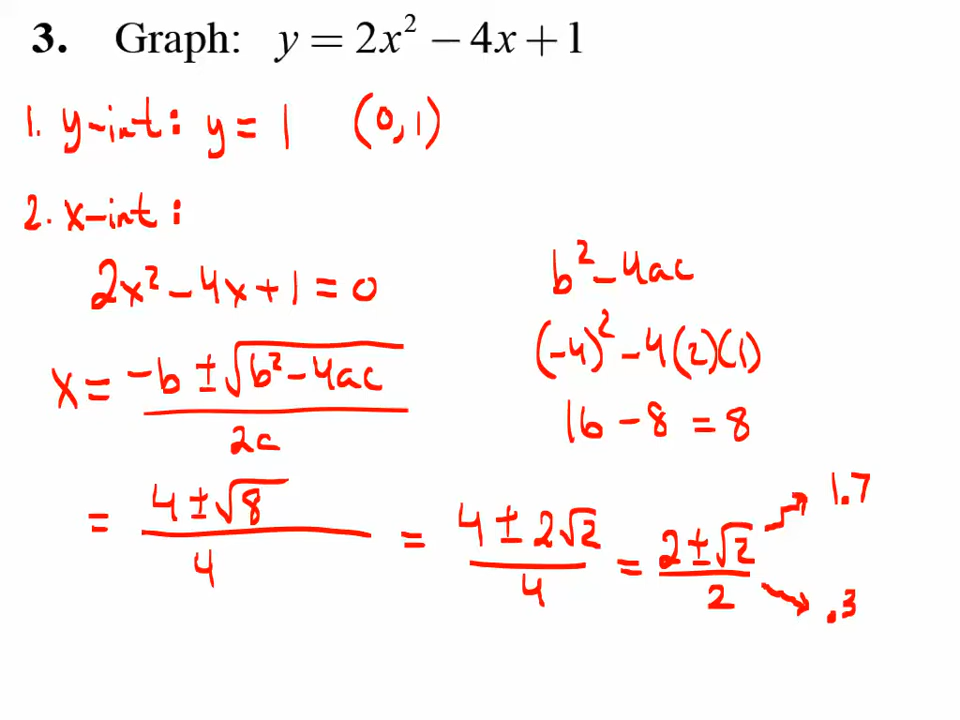 3. Graph: y = 2x² − 4x + 1
1. y-int: y = 1 (0, 1)
2. x-int:
2x² − 4x + 1 = 0
x = (−b ± √(b² − 4ac)) / 2a
= (4 ± √8) / 4 = (4 ± 2√2) / 4 = (2 ± √2) / 2
1.7
.3
b² − 4ac
(−4)² − 4(2)(1)
16 − 8 = 8